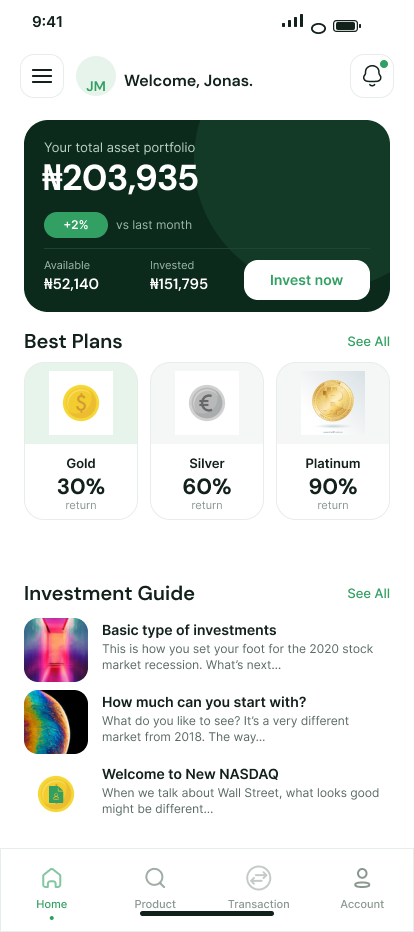 9:41
JM
Welcome, Jonas.
Your total asset portfolio
₦203,935
+2%
vs last month
Available
Invested
₦52,140
₦151,795
Invest now
Best Plans
See All
Gold
Silver
Platinum
30%
60%
90%
return
return
return
Investment Guide
See All
Basic type of investments
This is how you set your foot for the 2020 stock
market recession. What’s next...
How much can you start with?
What do you like to see? It’s a very different
market from 2018. The way...
Welcome to New NASDAQ
When we talk about Wall Street, what looks good
might be different...
Home
Product
Transaction
Account